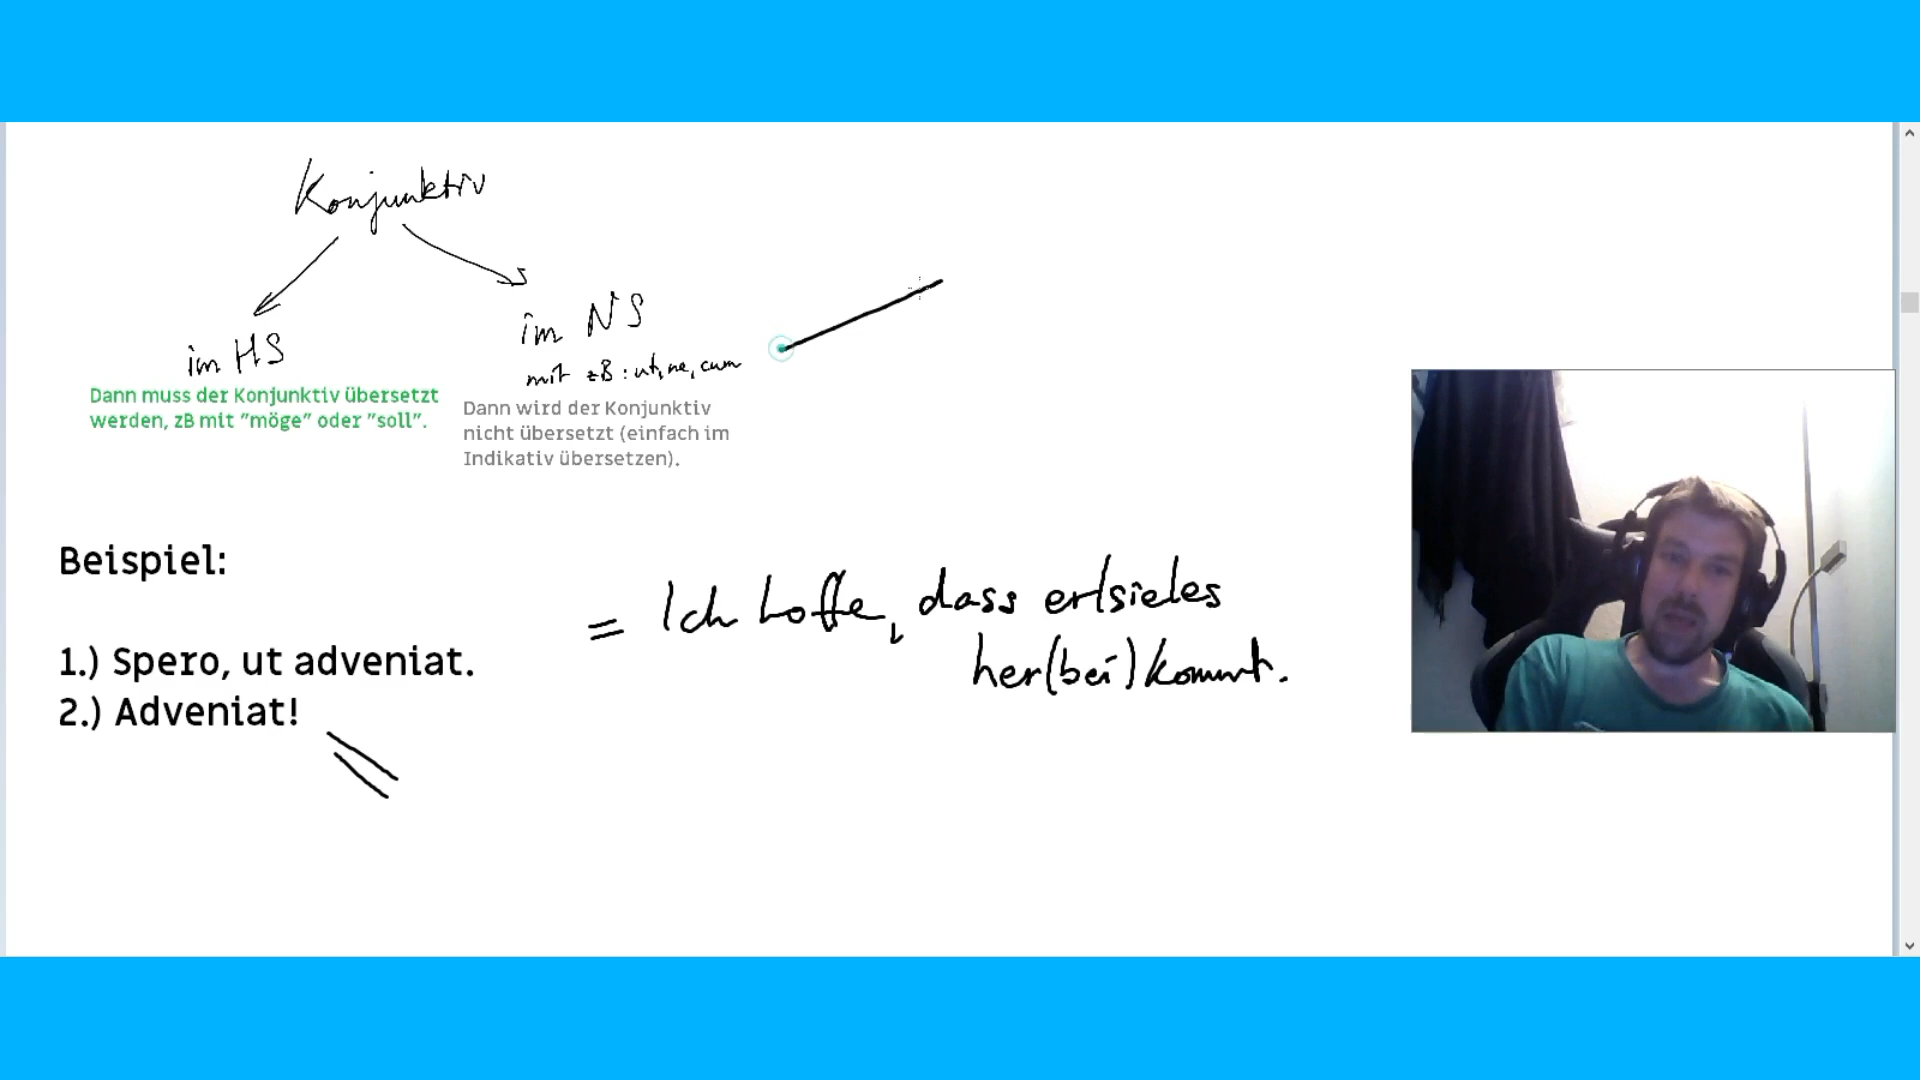 Konjunktiv
im HS
Dann muss der Konjunktiv übersetzt
werden, zB mit "möge" oder "soll".
im NS
mit zB: ut, ne, cum
Dann wird der Konjunktiv
nicht übersetzt (einfach im
Indikativ übersetzen).
Beispiel:
1.) Spero, ut adveniat.
2.) Adveniat!
= Ich hoffe, dass er/sie/es
her(bei)kommt.